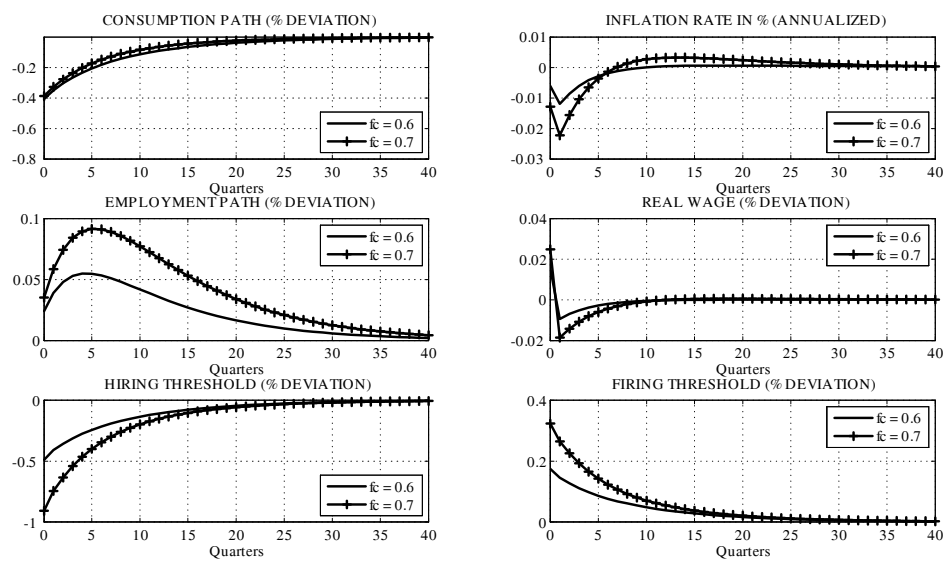 CONSUMPTION PATH (% DEVIATION)
-0.2
-0.4
-0.6
-0.8
fc = 0.6
fc = 0.7
0 5 10 15 20 25 30 35 40
Quarters
INFLATION RATE IN % (ANNUALIZED)
0.01
0
-0.01
-0.02
-0.03
fc = 0.6
fc = 0.7
0 5 10 15 20 25 30 35 40
Quarters
EMPLOYMENT PATH (% DEVIATION)
0.1
0.05
0
fc = 0.6
fc = 0.7
0 5 10 15 20 25 30 35 40
REAL WAGE (% DEVIATION)
0.04
0.02
0
-0.02
fc = 0.6
fc = 0.7
0 5 10 15 20 25 30 35 40
HIRING THRESHOLD (% DEVIATION)
0
-0.5
-1
fc = 0.6
fc = 0.7
0 5 10 15 20 25 30 35 40
Quarters
FIRING THRESHOLD (% DEVIATION)
0.4
0.2
0
fc = 0.6
fc = 0.7
0 5 10 15 20 25 30 35 40
Quarters